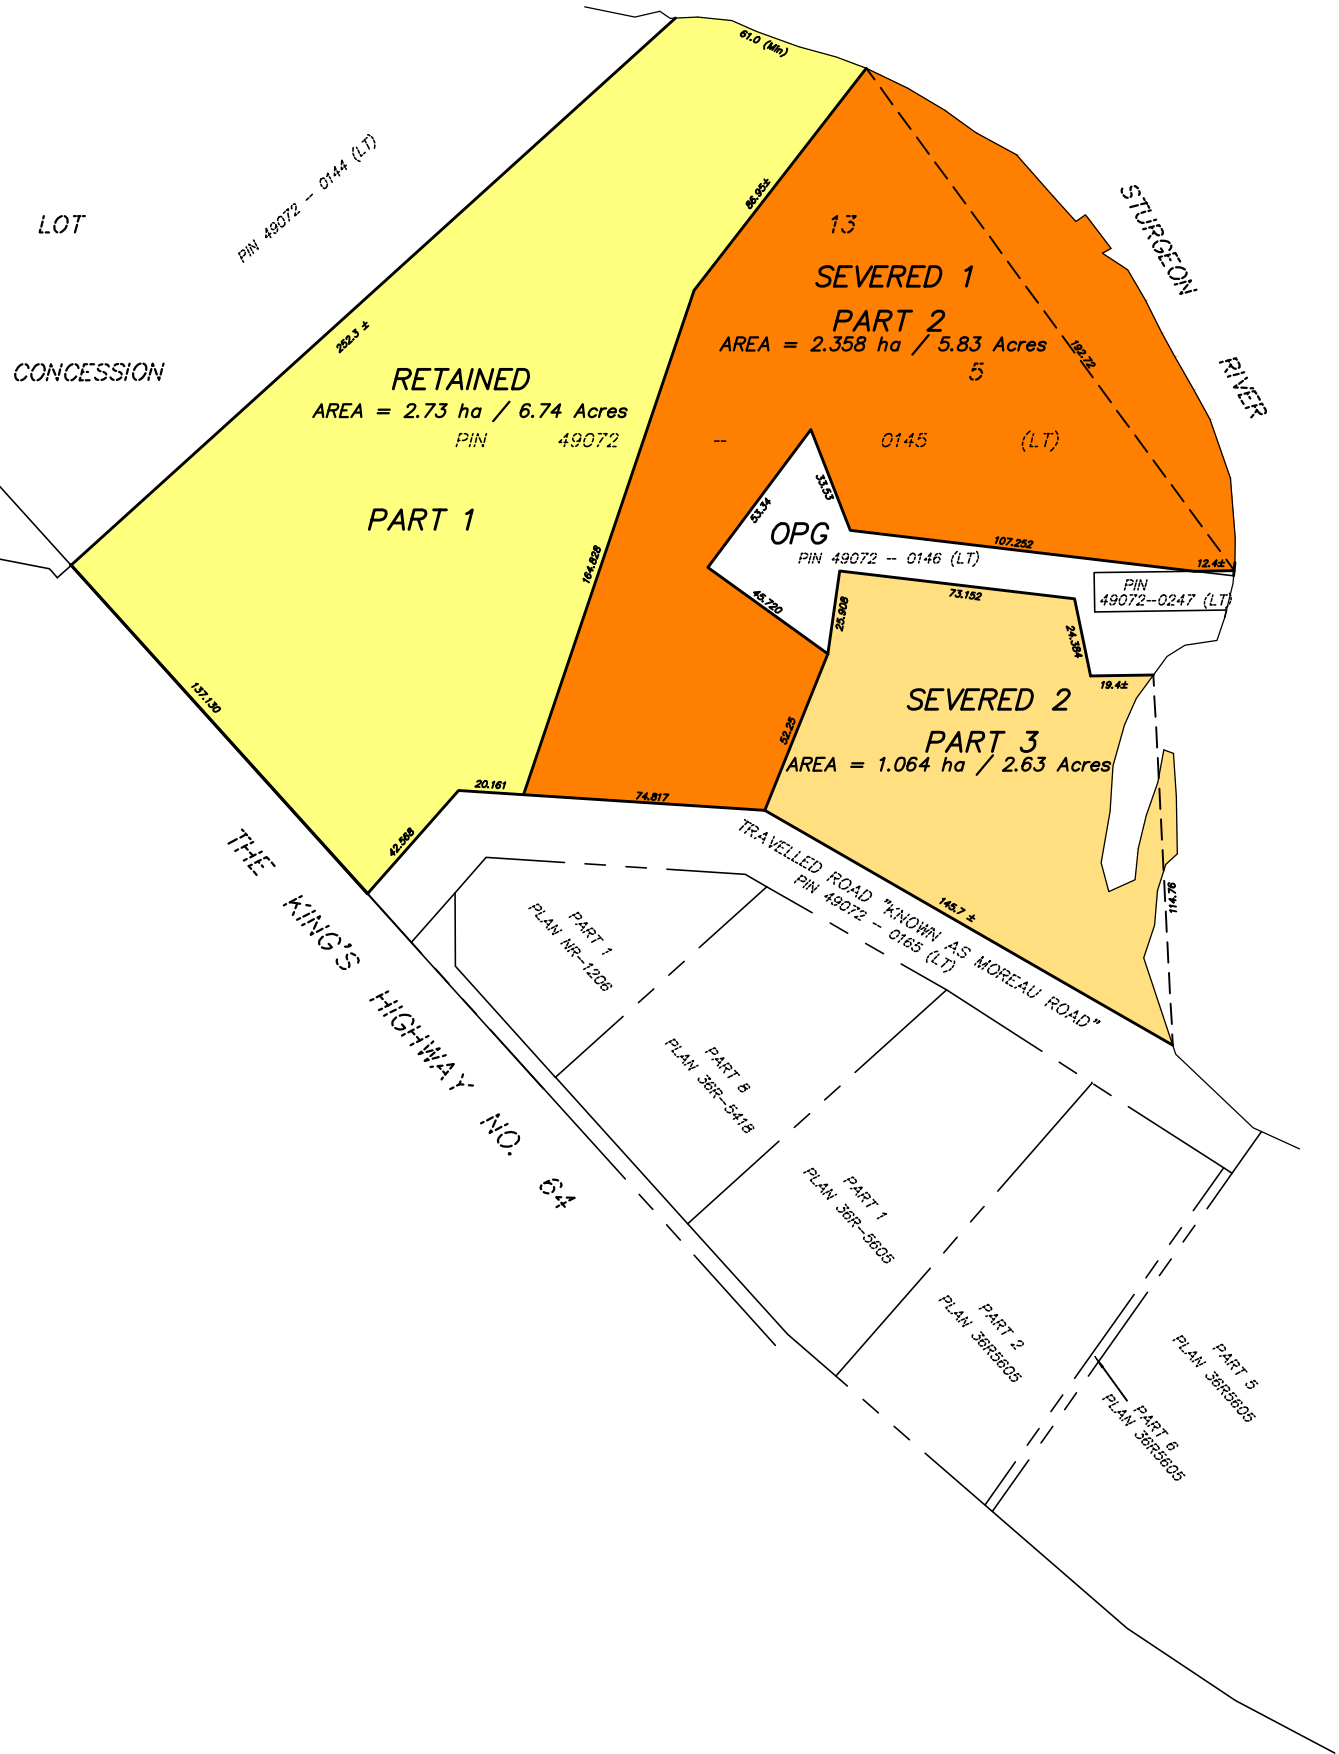 61.0 (Min)
PIN 49072 - 0144 (LT)
LOT
13
86.95±
STURGEON
RIVER
SEVERED 1
PART 2
AREA = 2.358 ha / 5.83 Acres
252.3 ±
192.72
CONCESSION
5
RETAINED
AREA = 2.73 ha / 6.74 Acres
PIN 49072 -- 0145 (LT)
PART 1
33.53
53.34
OPG
107.252
PIN 49072 -- 0146 (LT)
12.4±
164.828
45.720
25.908
73.152
PIN
49072--0247 (LT)
24.384
19.4±
137.130
SEVERED 2
PART 3
AREA = 1.064 ha / 2.63 Acres
52.25
20.161
74.817
42.568
114.76
145.7 ±
TRAVELLED ROAD "KNOWN AS MOREAU ROAD"
PIN 49072 -- 0165 (LT)
THE KING'S HIGHWAY NO. 64
PART 1
PLAN NR--1206
PART 8
PLAN 36R--5418
PART 1
PLAN 36R--5605
PART 2
PLAN 36R5605
PART 5
PLAN 36R5605
PART 6
PLAN 36R5605